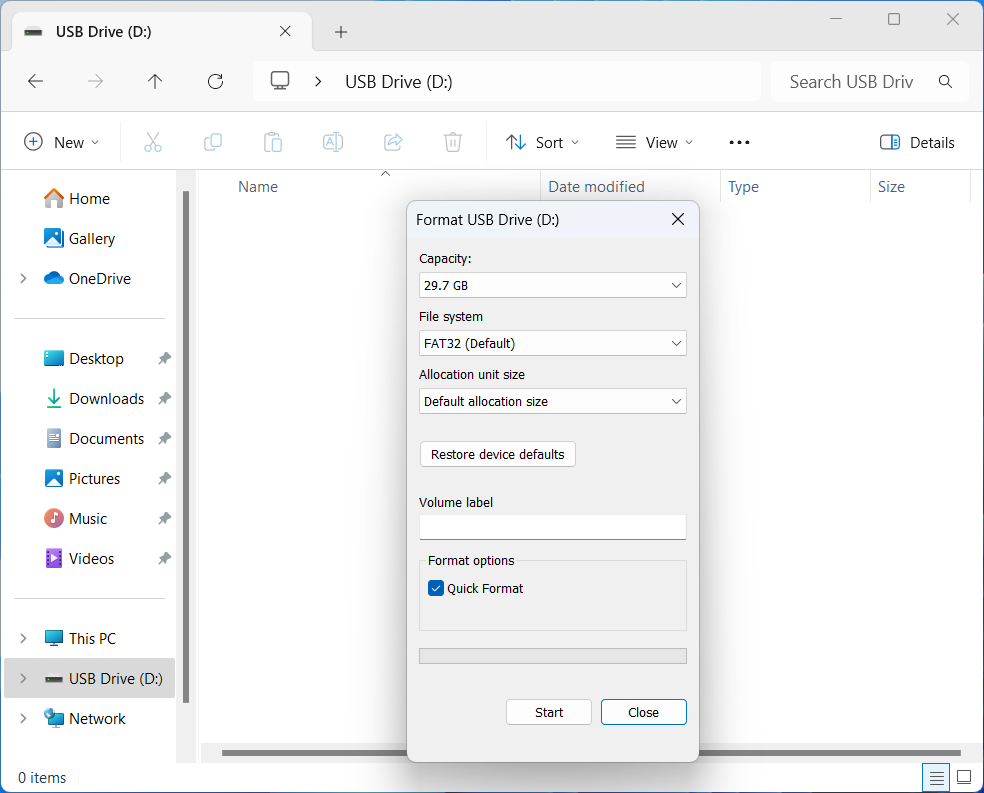 USB Drive (D:)
USB Drive (D:)
Search USB Driv
New
Sort
View
Details
Name
Date modified
Type
Size
Home
Gallery
OneDrive
Desktop
Downloads
Documents
Pictures
Music
Videos
This PC
USB Drive (D:)
Network
Format USB Drive (D:)
Capacity:
29.7 GB
File system
FAT32 (Default)
Allocation unit size
Default allocation size
Restore device defaults
Volume label
Format options
Quick Format
Start
Close
0 items